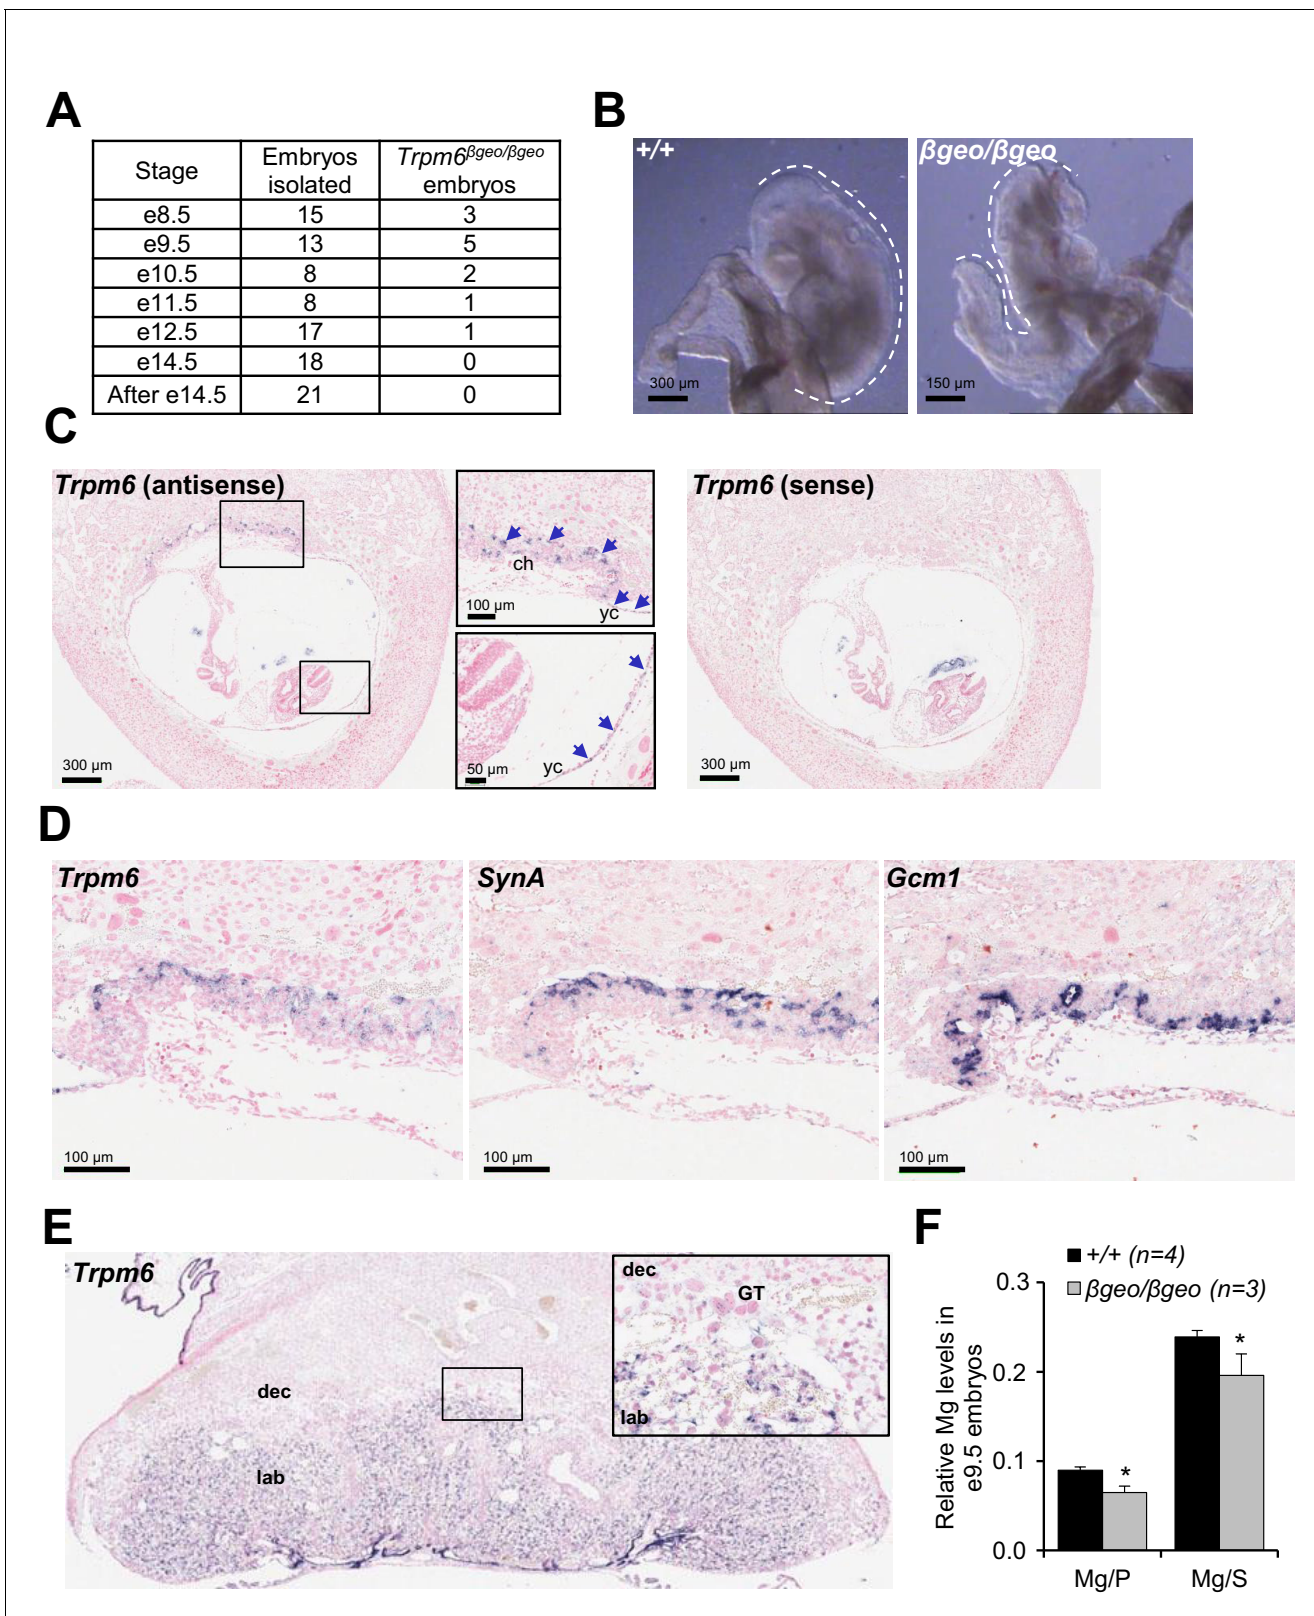 A
Stage Embryos isolated Trpm6βgeo/βgeo embryos
e8.5 15 3
e9.5 13 5
e10.5 8 2
e11.5 8 1
e12.5 17 1
e14.5 18 0
After e14.5 21 0
B
+/+
300 µm
βgeo/βgeo
150 µm
C
Trpm6 (antisense)
300 µm
ch
yc
100 µm
yc
50 µm
Trpm6 (sense)
300 µm
D
Trpm6
100 µm
SynA
100 µm
Gcm1
100 µm
E
Trpm6
dec
lab
dec
GT
lab
F
+/+ (n=4)
βgeo/βgeo (n=3)
Relative Mg levels in
e9.5 embryos
0.3
0.2
0.1
0.0
*
*
Mg/P
Mg/S